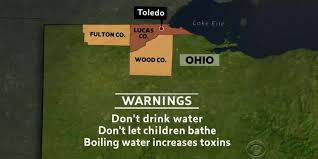 Toledo
Lake Erie
FULTON CO.
LUCAS
CO.
WOOD CO.
OHIO
WARNINGS
Don't drink water
Don't let children bathe
Boiling water increases toxins